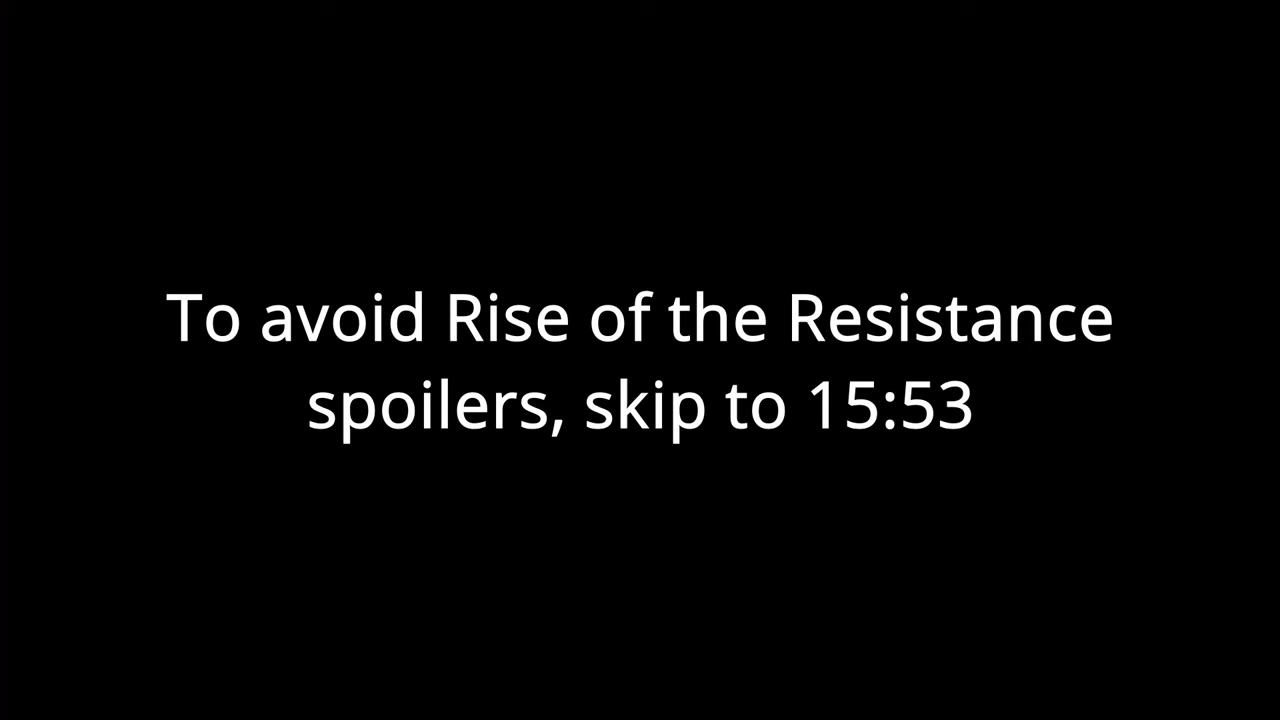 To avoid Rise of the Resistance
spoilers, skip to 15:53